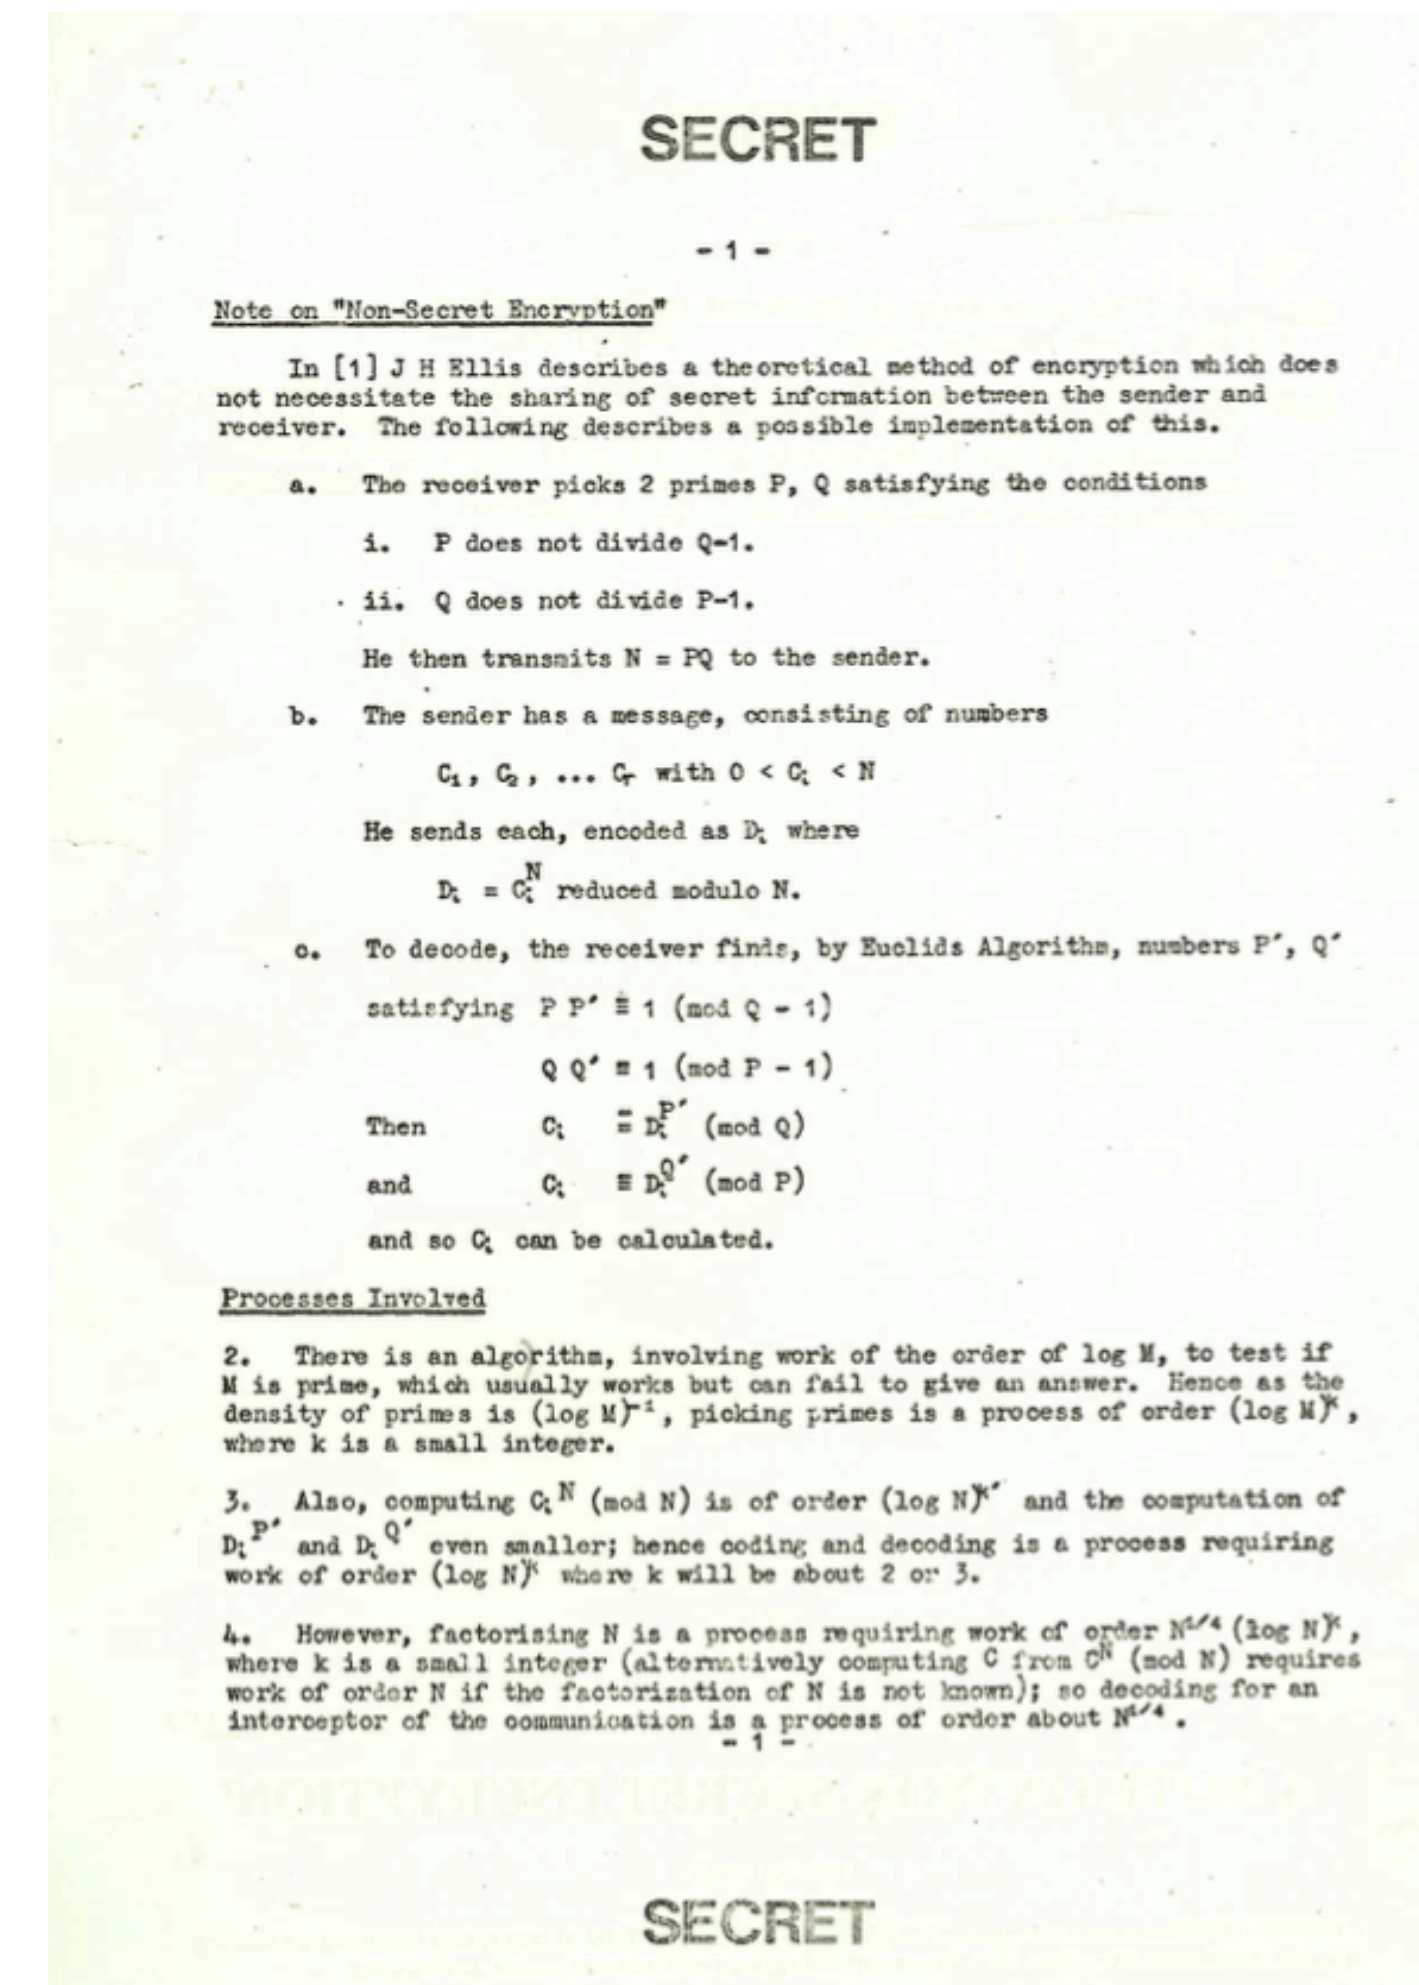 SECRET
- 1 -
Note on "Non-Secret Encryption"
In [1] J H Ellis describes a theoretical method of encryption which does
not necessitate the sharing of secret information between the sender and
receiver. The following describes a possible implementation of this.
a. The receiver picks 2 primes P, Q satisfying the conditions
i. P does not divide Q-1.
ii. Q does not divide P-1.
He then transmits N = PQ to the sender.
b. The sender has a message, consisting of numbers
C₁, C₂, ... Cᵣ with 0 < Cᵢ < N
He sends each, encoded as Dᵢ where
Dᵢ = Cᵢᴺ reduced modulo N.
c. To decode, the receiver finds, by Euclids Algorithm, numbers P′, Q′
satisfying P P′ ≡ 1 (mod Q - 1)
Q Q′ ≡ 1 (mod P - 1)
Then Cᵢ ≡ Dᵢ^P′ (mod Q)
and Cᵢ ≡ Dᵢ^Q′ (mod P)
and so Cᵢ can be calculated.
Processes Involved
2. There is an algorithm, involving work of the order of log M, to test if
M is prime, which usually works but can fail to give an answer. Hence as the
density of primes is (log M)⁻¹, picking primes is a process of order (log M)ᵏ,
where k is a small integer.
3. Also, computing Cᵢᴺ (mod N) is of order (log N)ᵏ′ and the computation of
Dᵢ^P′ and Dᵢ^Q′ even smaller; hence coding and decoding is a process requiring
work of order (log N)ᵏ where k will be about 2 or 3.
4. However, factorising N is a process requiring work of order N^1/4 (log N)ᵏ,
where k is a small integer (alternatively computing C from Cᴺ (mod N) requires
work of order N if the factorization of N is not known); so decoding for an
interceptor of the communication is a process of order about N^1/4.
- 1 -
SECRET